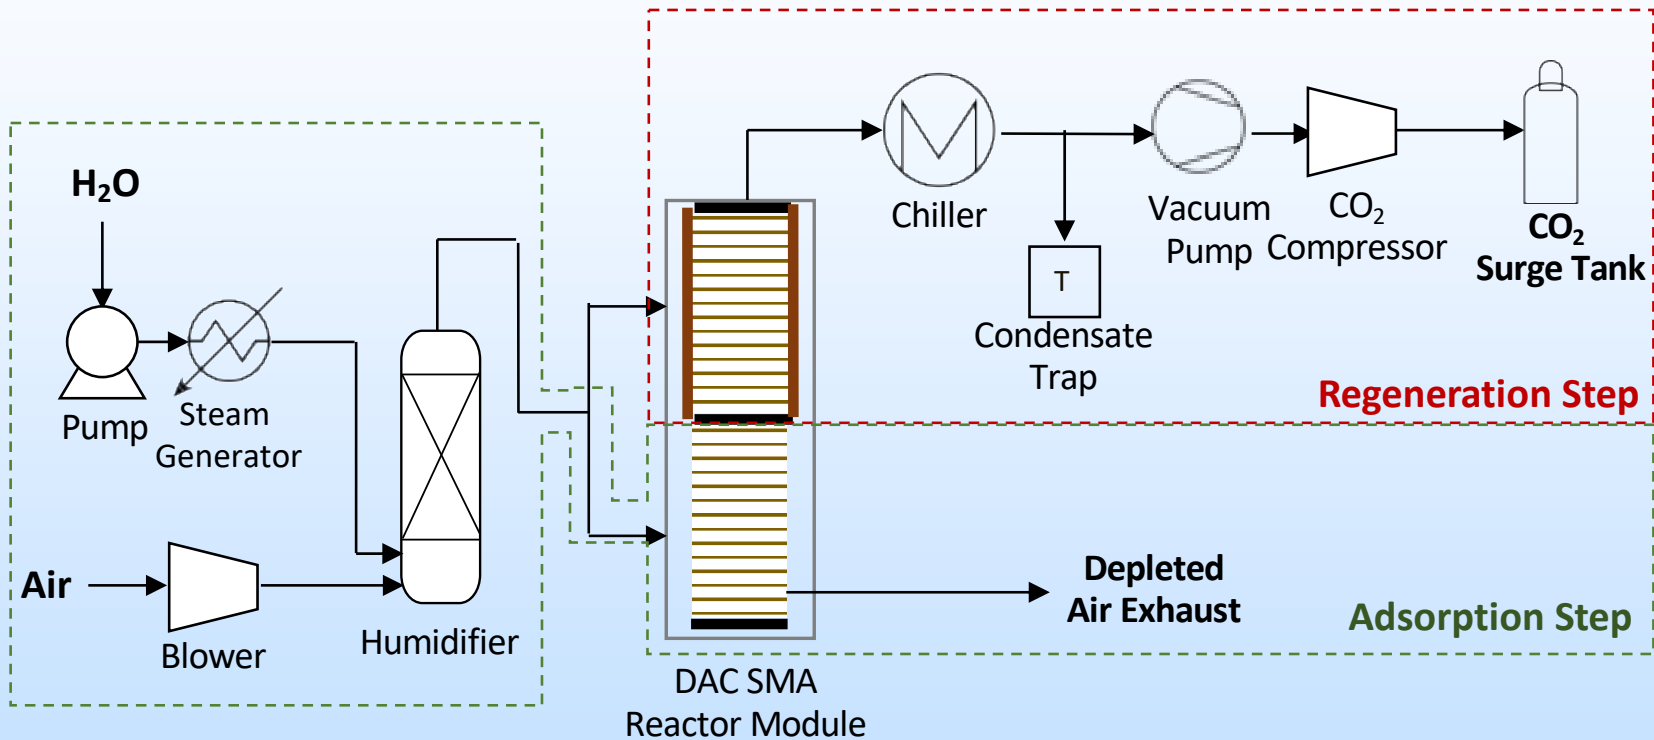 H₂O
Pump
Steam
Generator
Air
Blower
Humidifier
DAC SMA
Reactor Module
Chiller
T
Condensate
Trap
Vacuum
Pump
CO₂
Compressor
CO₂
Surge Tank
Regeneration Step
Depleted
Air Exhaust
Adsorption Step